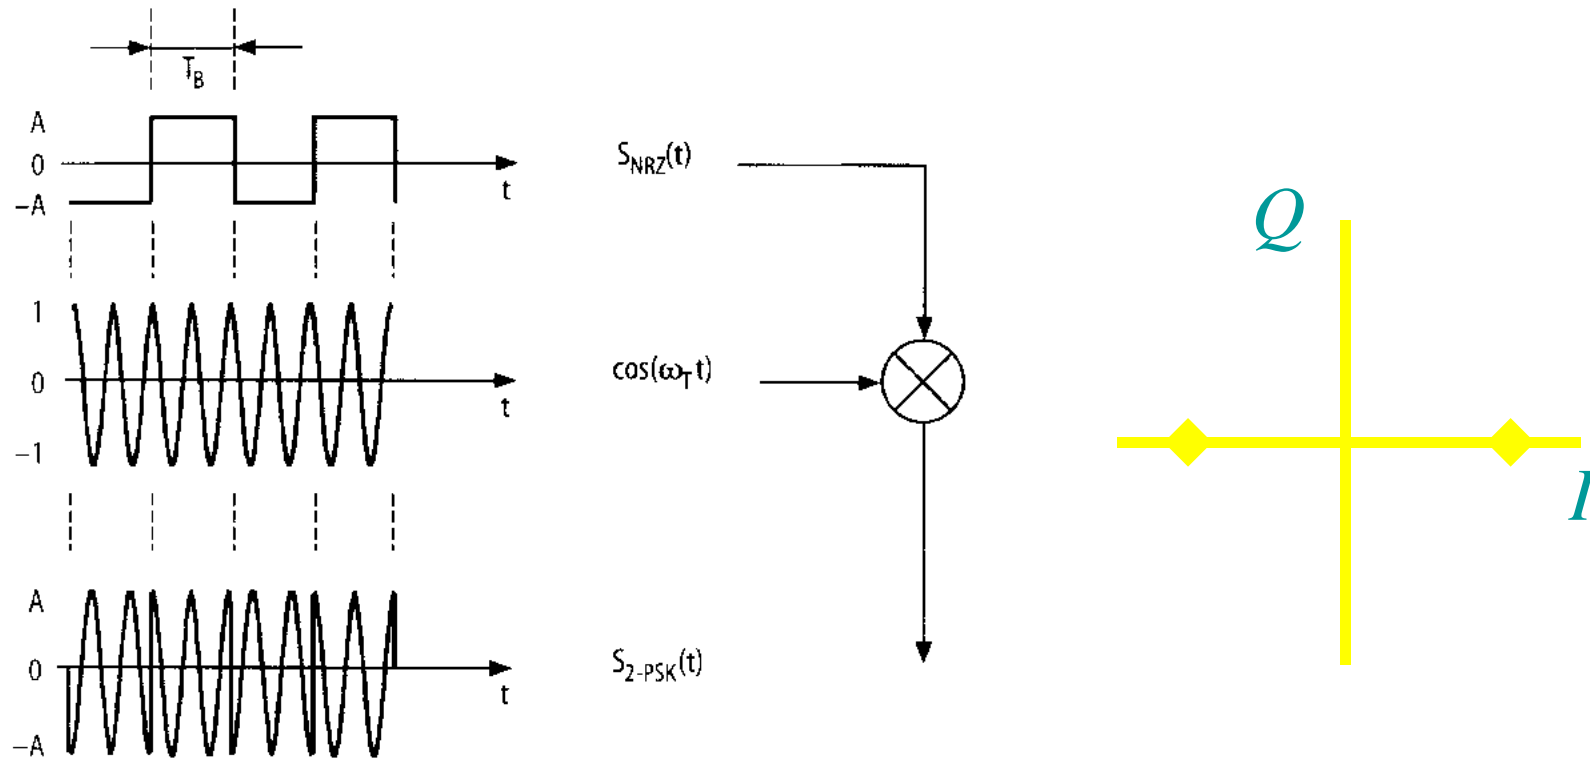 T_B
A
0
−A
t
S_NRZ(t)
1
0
−1
t
cos(ω_T t)
A
0
−A
t
S_2-PSK(t)
Q
I